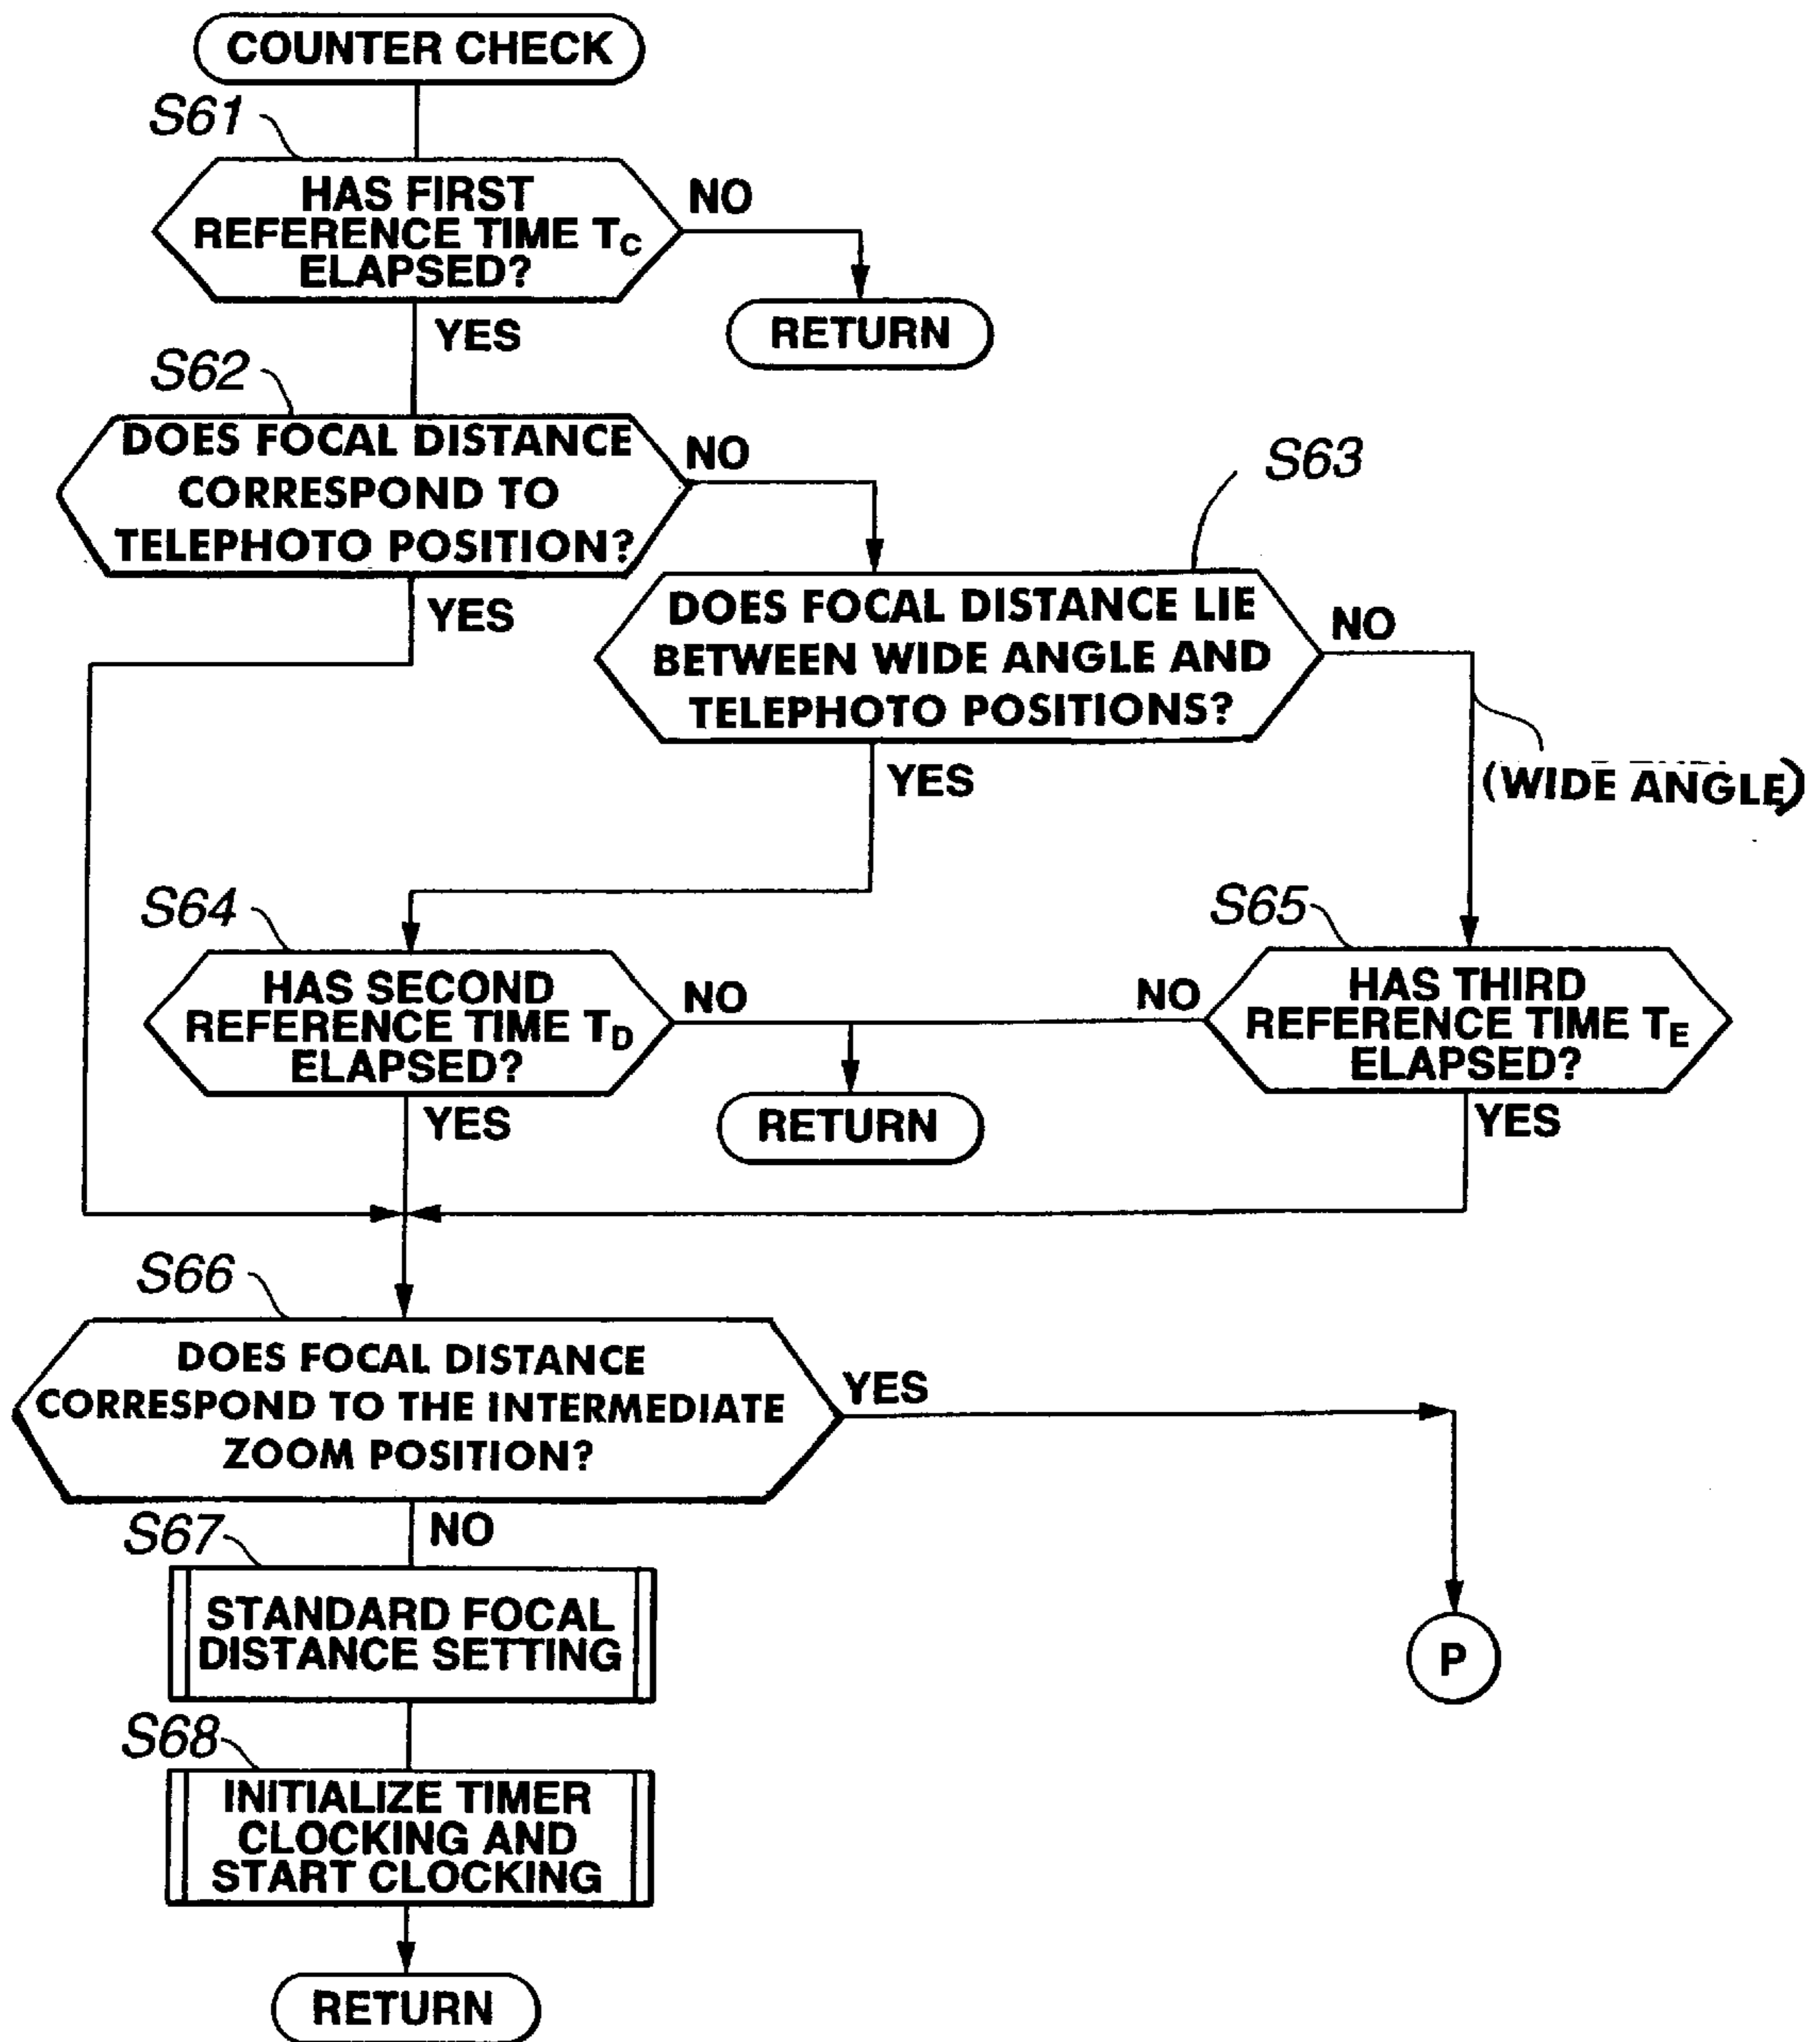 COUNTER CHECK
S61
HAS FIRST
REFERENCE TIME TC
ELAPSED?
NO
RETURN
YES
S62
DOES FOCAL DISTANCE
CORRESPOND TO
TELEPHOTO POSITION?
NO
YES
S63
DOES FOCAL DISTANCE LIE
BETWEEN WIDE ANGLE AND
TELEPHOTO POSITIONS?
NO
(WIDE ANGLE)
YES
S64
HAS SECOND
REFERENCE TIME TD
ELAPSED?
NO
YES
S65
HAS THIRD
REFERENCE TIME TE
ELAPSED?
NO
YES
RETURN
S66
DOES FOCAL DISTANCE
CORRESPOND TO THE INTERMEDIATE
ZOOM POSITION?
YES
P
NO
S67
STANDARD FOCAL
DISTANCE SETTING
S68
INITIALIZE TIMER
CLOCKING AND
START CLOCKING
RETURN